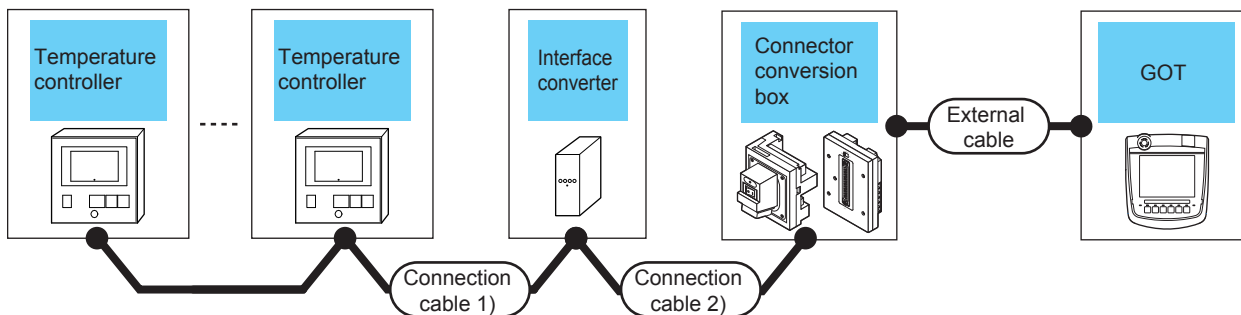 Temperature
controller
Temperature
controller
Interface
converter
Connector
conversion
box
GOT
External
cable
Connection
cable 1)
Connection
cable 2)